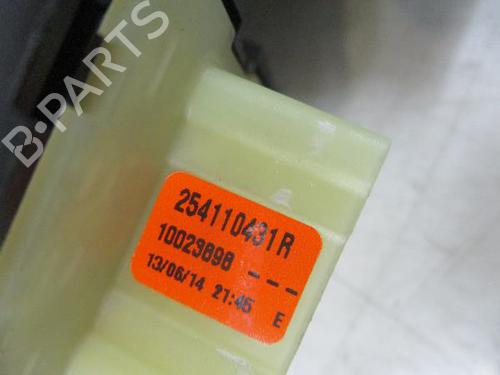 B-PARTS
254110431R
10023898 ---
13/06/14 21:45 E